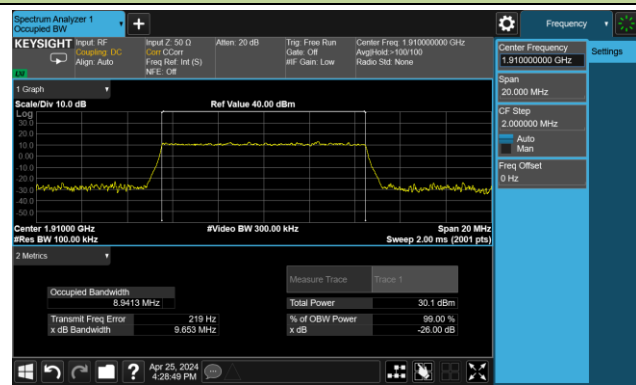 Spectrum Analyzer 1
Occupied BW
Frequency
KEYSIGHT
Input: RF
Coupling: DC
Align: Auto
Input Z: 50 Ω
Corr CCorr
Freq Ref: Int (S)
NFE: Off
Atten: 20 dB
Trig: Free Run
Gate: Off
#IF Gain: Low
Center Freq: 1.910000000 GHz
Avg|Hold:>100/100
Radio Std: None
Center Frequency
1.910000000 GHz
Settings
Span
20.000 MHz
CF Step
2.000000 MHz
Auto
Man
Freq Offset
0 Hz
1 Graph
Scale/Div 10.0 dB
Ref Value 40.00 dBm
Log
30.0
20.0
10.0
0.00
-10.0
-20.0
-30.0
-40.0
-50.0
Center 1.91000 GHz
#Video BW 300.00 kHz
Span 20 MHz
#Res BW 100.00 kHz
Sweep 2.00 ms (2001 pts)
2 Metrics
Measure Trace
Trace 1
Occupied Bandwidth
8.9413 MHz
Total Power
30.1 dBm
Transmit Freq Error
219 Hz
% of OBW Power
99.00 %
x dB Bandwidth
9.653 MHz
x dB
-26.00 dB
?
Apr 25, 2024
4:28:49 PM